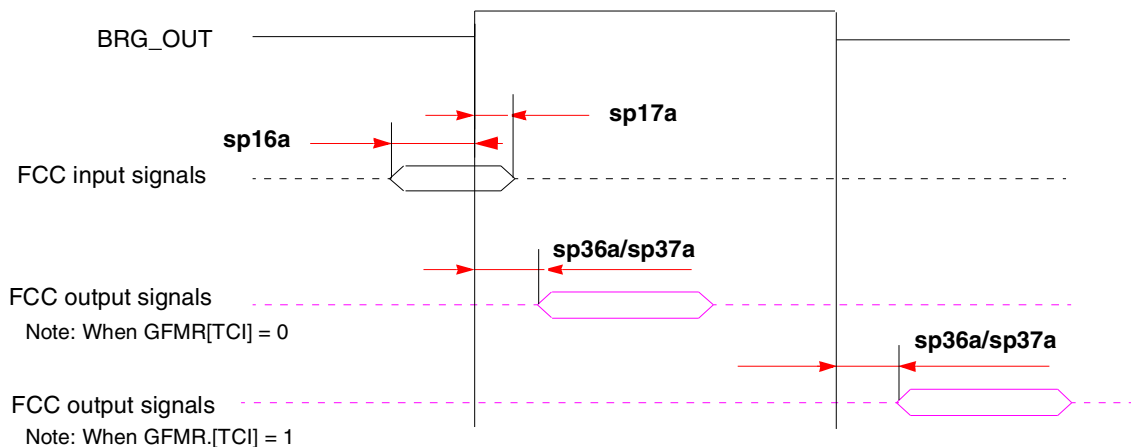 BRG_OUT
sp17a
sp16a
FCC input signals
sp36a/sp37a
FCC output signals
Note: When GFMR[TCI] = 0
sp36a/sp37a
FCC output signals
Note: When GFMR.[TCI] = 1